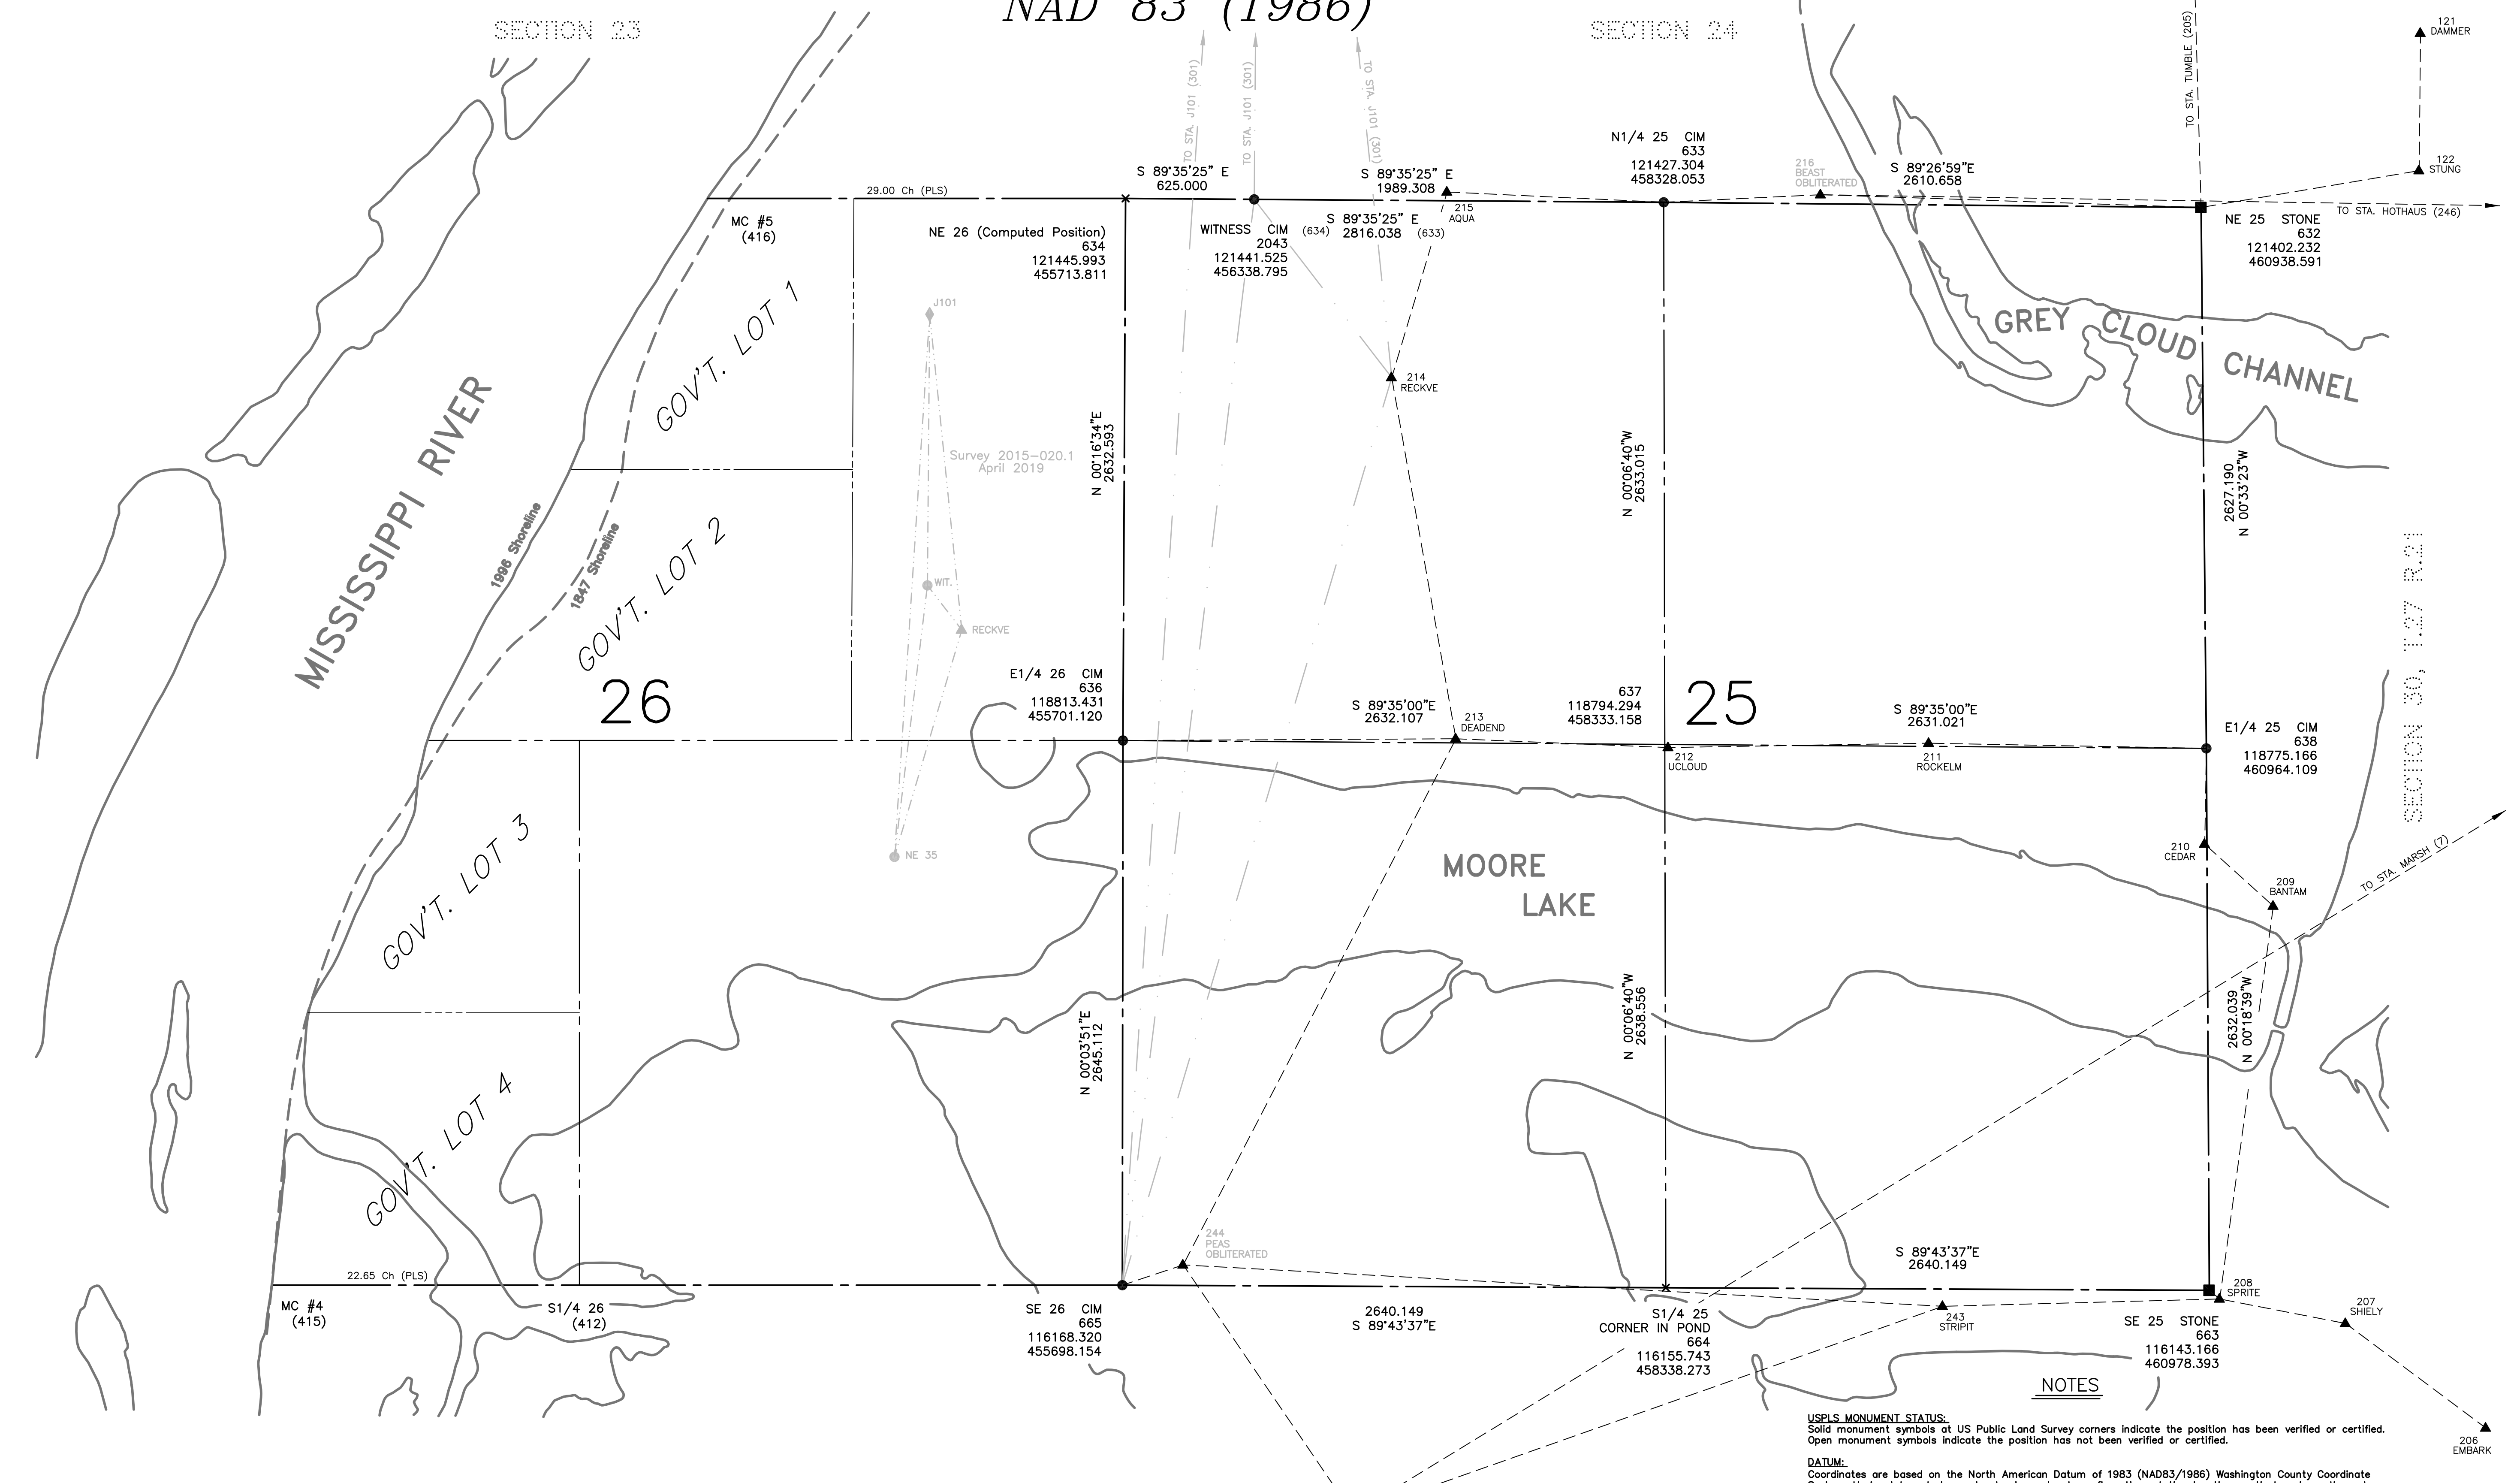 NAD 83 (1986)
SECTION 23
SECTION 24
121
DAMMER
122
STUNG
TO STA. TUMBLE (205)
TO STA. J101 (301)
TO STA. J101 (301)
TO STA. J101 (301)
N1/4 25 CIM
633
121427.304
458328.053
216
BEAST
OBLITERATED
S 89°26'59"E
2610.658
S 89°35'25" E
625.000
S 89°35'25" E
1989.308
29.00 Ch (PLS)
215
AQUA
TO STA. HOTHAUS (246)
MC #5
(416)
NE 26 (Computed Position)
634
121445.993
455713.811
WITNESS CIM
2043
121441.525
456338.795
S 89°35'25" E
(634) 2816.038 (633)
NE 25 STONE
632
121402.232
460938.591
GOV'T. LOT 1
J101
GREY CLOUD CHANNEL
214
RECKVE
MISSISSIPPI RIVER
N 00°16'34"E
2632.593
Survey 2015-020.1
April 2019
N 00°06'40"W
2633.015
2627.190
N 00°33'23"W
1996 Shoreline
1847 Shoreline
GOV'T. LOT 2
WIT.
RECKVE
SECTION 30, T.27 R.21
26
E1/4 26 CIM
636
118813.431
455701.120
S 89°35'00"E
2632.107
213
DEADEND
637
118794.294
458333.158
25
S 89°35'00"E
2631.021
E1/4 25 CIM
638
118775.166
460964.109
212
UCLOUD
211
ROCKELM
GOV'T. LOT 3
NE 35
MOORE
LAKE
210
CEDAR
209
BANTAM
TO STA. MARSH (7)
N 00°03'51"E
2645.112
N 00°06'40"W
2638.556
2632.039
N 00°18'39"W
GOV'T. LOT 4
244
PEAS
OBLITERATED
S 89°43'37"E
2640.149
22.65 Ch (PLS)
MC #4
(415)
S1/4 26
(412)
SE 26 CIM
665
116168.320
455698.154
2640.149
S 89°43'37"E
S1/4 25
CORNER IN POND
664
116155.743
458338.273
243
STRIPIT
208
SPRITE
207
SHIELY
SE 25 STONE
663
116143.166
460978.393
NOTES
USPLS MONUMENT STATUS:
Solid monument symbols at US Public Land Survey corners indicate the position has been verified or certified.
Open monument symbols indicate the position has not been verified or certified.
206
EMBARK
DATUM:
Coordinates are based on the North American Datum of 1983 (NAD83/1986) Washington County Coordinate